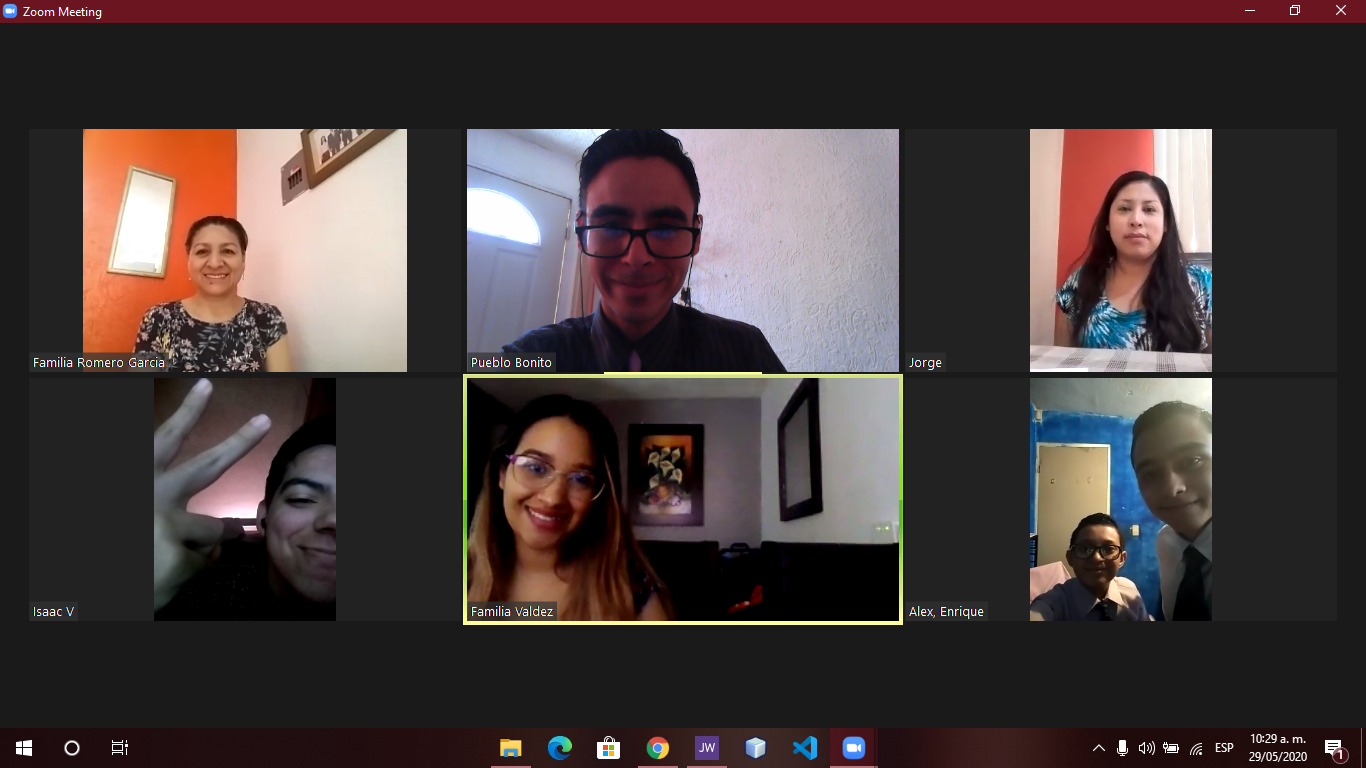 Zoom Meeting
Familia Romero Garcia
Pueblo Bonito
Jorge
Isaac V
Familia Valdez
Alex, Enrique
JW
ESP
10:29 a. m.
29/05/2020
1